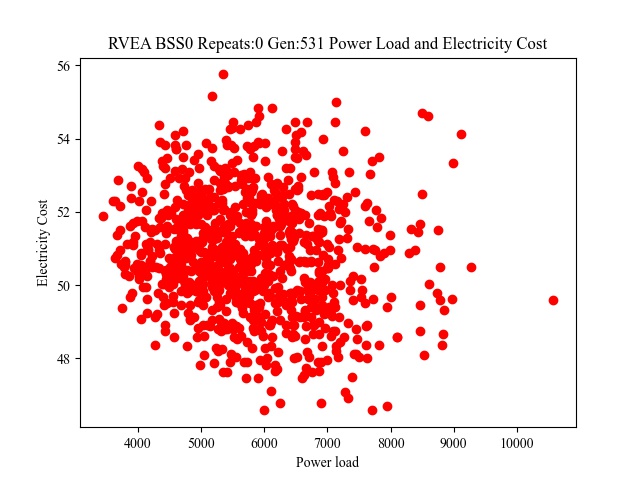 RVEA BSS0 Repeats:0 Gen:531 Power Load and Electricity Cost
56
54
52
50
48
Electricity Cost
4000 5000 6000 7000 8000 9000 10000
Power load